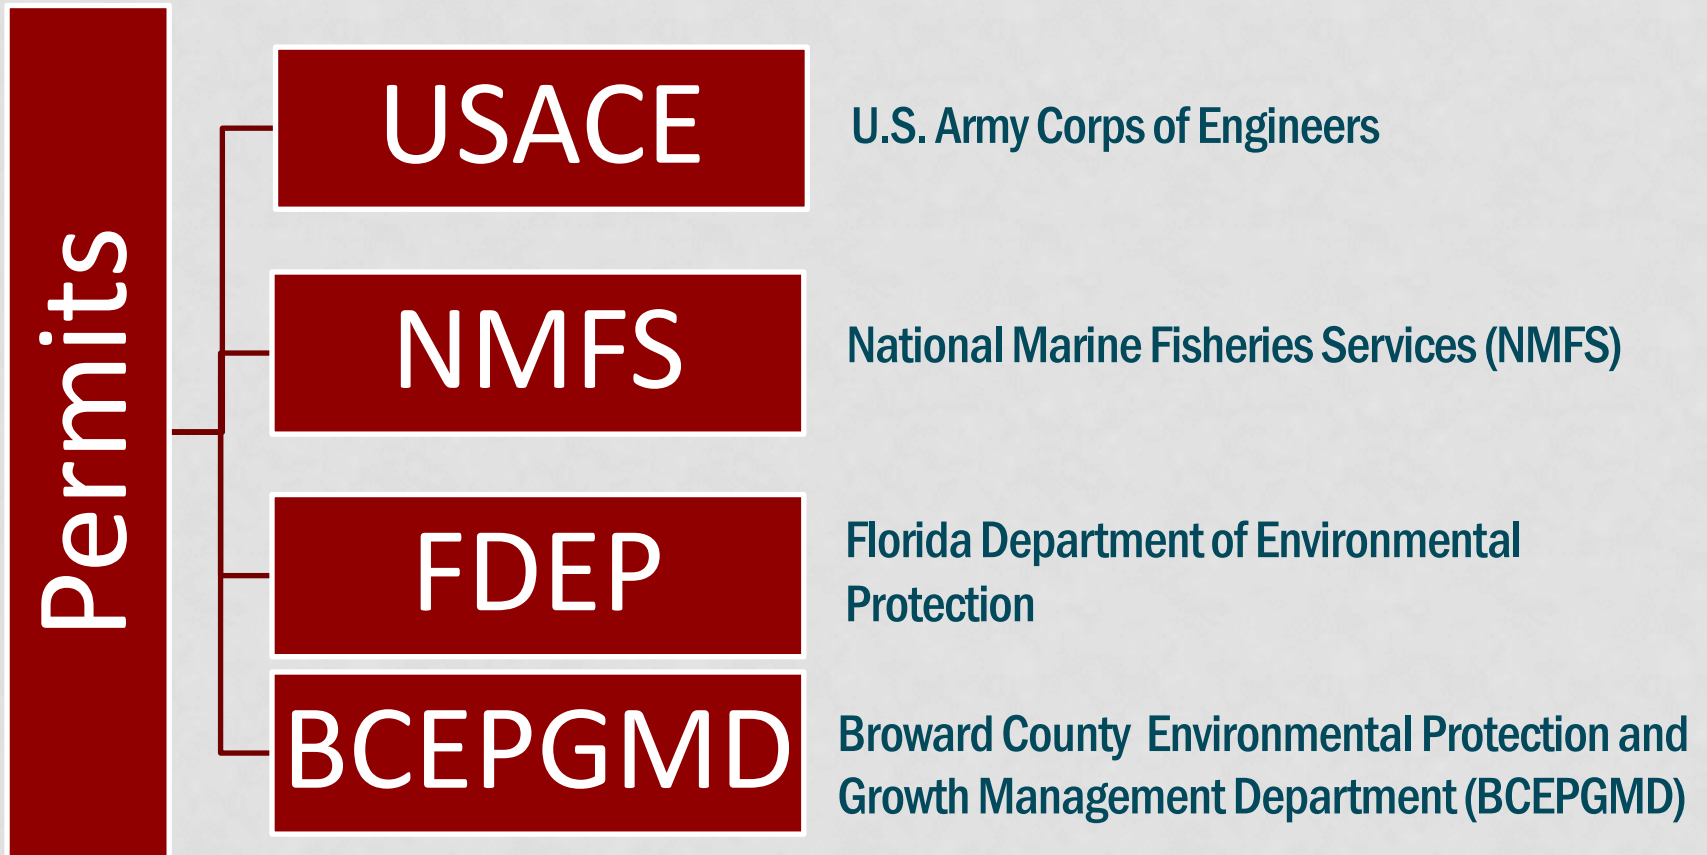 Permits
USACE
U.S. Army Corps of Engineers
NMFS
National Marine Fisheries Services (NMFS)
FDEP
Florida Department of Environmental
Protection
BCEPGMD
Broward County Environmental Protection and
Growth Management Department (BCEPGMD)